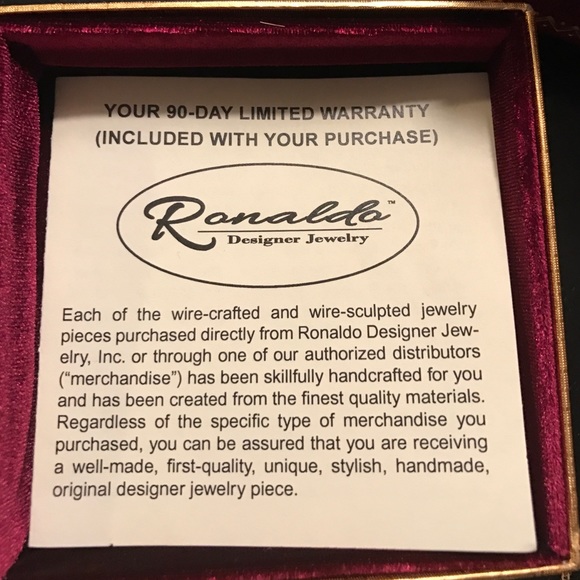 YOUR 90-DAY LIMITED WARRANTY
(INCLUDED WITH YOUR PURCHASE)
Ronaldo™
Designer Jewelry
Each of the wire-crafted and wire-sculpted jewelry
pieces purchased directly from Ronaldo Designer Jew-
elry, Inc. or through one of our authorized distributors
(“merchandise”) has been skillfully handcrafted for you
and has been created from the finest quality materials.
Regardless of the specific type of merchandise you
purchased, you can be assured that you are receiving
a well-made, first-quality, unique, stylish, handmade,
original designer jewelry piece.